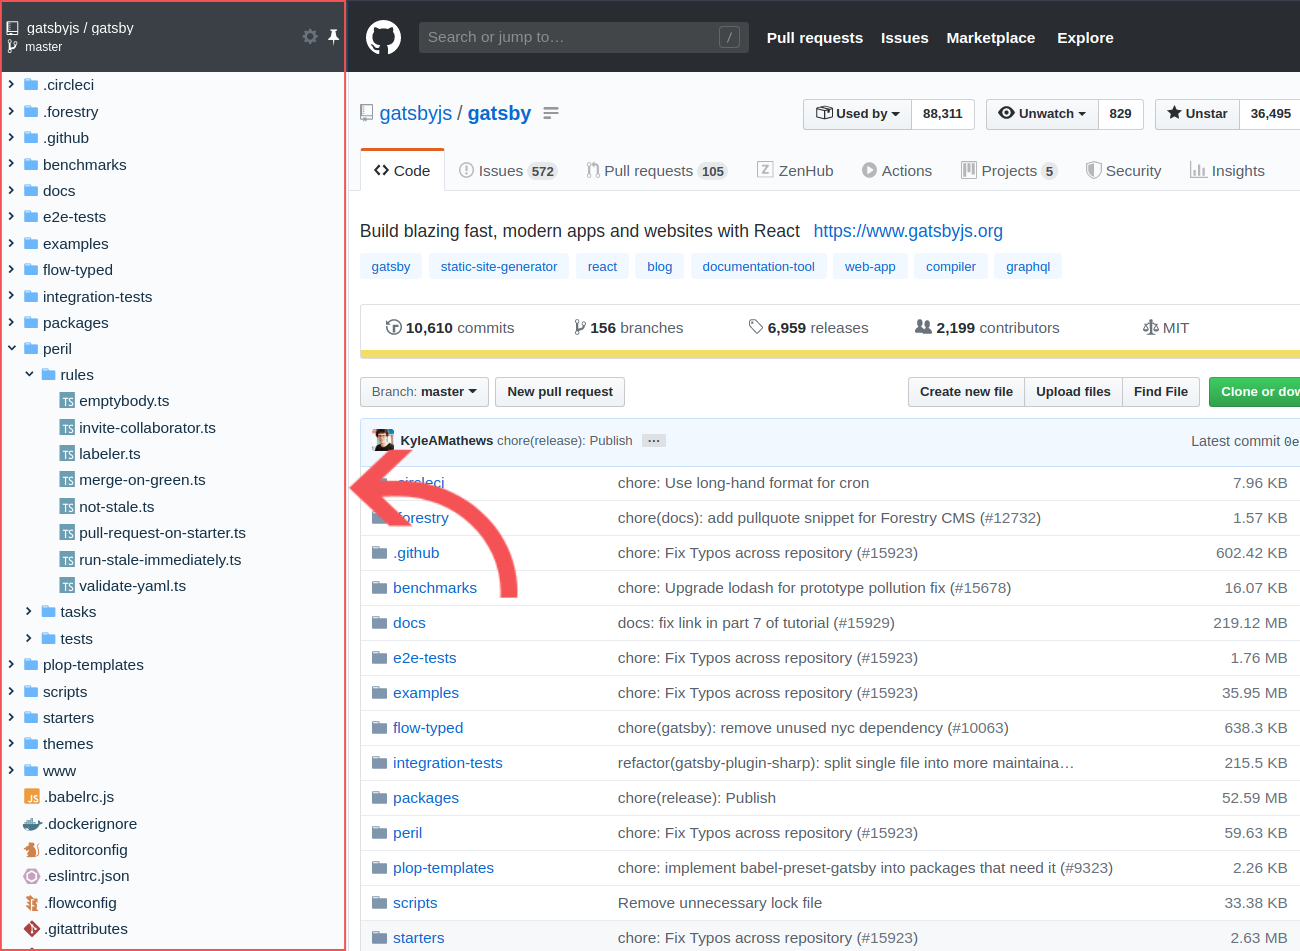 gatsbyjs / gatsby
master
.circleci
.forestry
.github
benchmarks
docs
e2e-tests
examples
flow-typed
integration-tests
packages
peril
rules
TS emptybody.ts
TS invite-collaborator.ts
TS labeler.ts
TS merge-on-green.ts
TS not-stale.ts
TS pull-request-on-starter.ts
TS run-stale-immediately.ts
TS validate-yaml.ts
tasks
tests
plop-templates
scripts
starters
themes
www
JS .babelrc.js
.dockerignore
.editorconfig
.eslintrc.json
.flowconfig
.gitattributes
Search or jump to… /
Pull requests Issues Marketplace Explore
gatsbyjs / gatsby
Used by 88,311 Unwatch 829 Unstar 36,495
Code Issues 572 Pull requests 105 Z ZenHub Actions Projects 5 Security Insights
Build blazing fast, modern apps and websites with React https://www.gatsbyjs.org
gatsby static-site-generator react blog documentation-tool web-app compiler graphql
10,610 commits 156 branches 6,959 releases 2,199 contributors MIT
Branch: master New pull request Create new file Upload files Find File Clone or dow
KyleAMathews chore(release): Publish … Latest commit 0e
.circleci chore: Use long-hand format for cron 7.96 KB
.forestry chore(docs): add pullquote snippet for Forestry CMS (#12732) 1.57 KB
.github chore: Fix Typos across repository (#15923) 602.42 KB
benchmarks chore: Upgrade lodash for prototype pollution fix (#15678) 16.07 KB
docs docs: fix link in part 7 of tutorial (#15929) 219.12 MB
e2e-tests chore: Fix Typos across repository (#15923) 1.76 MB
examples chore: Fix Typos across repository (#15923) 35.95 MB
flow-typed chore(gatsby): remove unused nyc dependency (#10063) 638.3 KB
integration-tests refactor(gatsby-plugin-sharp): split single file into more maintaina… 215.5 KB
packages chore(release): Publish 52.59 MB
peril chore: Fix Typos across repository (#15923) 59.63 KB
plop-templates chore: implement babel-preset-gatsby into packages that need it (#9323) 2.26 KB
scripts Remove unnecessary lock file 33.38 KB
starters chore: Fix Typos across repository (#15923) 2.63 MB